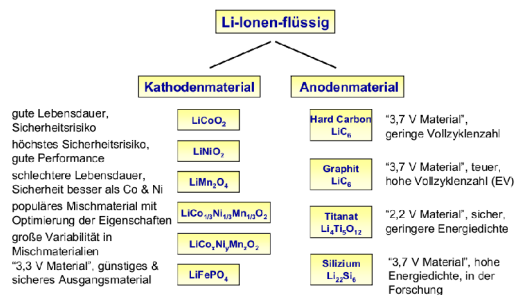 Li-Ionen-flüssig
Kathodenmaterial
Anodenmaterial
gute Lebensdauer,
Sicherheitsrisiko
LiCoO₂
höchstes Sicherheitsrisiko,
gute Performance
LiNiO₂
schlechtere Lebensdauer,
Sicherheit besser als Co & Ni
LiMn₂O₄
populäres Mischmaterial mit
Optimierung der Eigenschaften
LiCo₁/₃Ni₁/₃Mn₁/₃O₂
große Variabilität in
Mischmaterialien
LiCoₓNiᵧMn₂O₂
"3,3 V Material", günstiges &
sicheres Ausgangsmaterial
LiFePO₄
Hard Carbon
LiC₆
"3,7 V Material",
geringe Vollzyklenzahl
Graphit
LiC₆
"3,7 V Material", teuer,
hohe Vollzyklenzahl (EV)
Titanat
Li₄Ti₅O₁₂
"2,2 V Material", sicher,
geringere Energiedichte
Silizium
Li₂₂Si₆
"3,7 V Material", hohe
Energiedichte, in der
Forschung